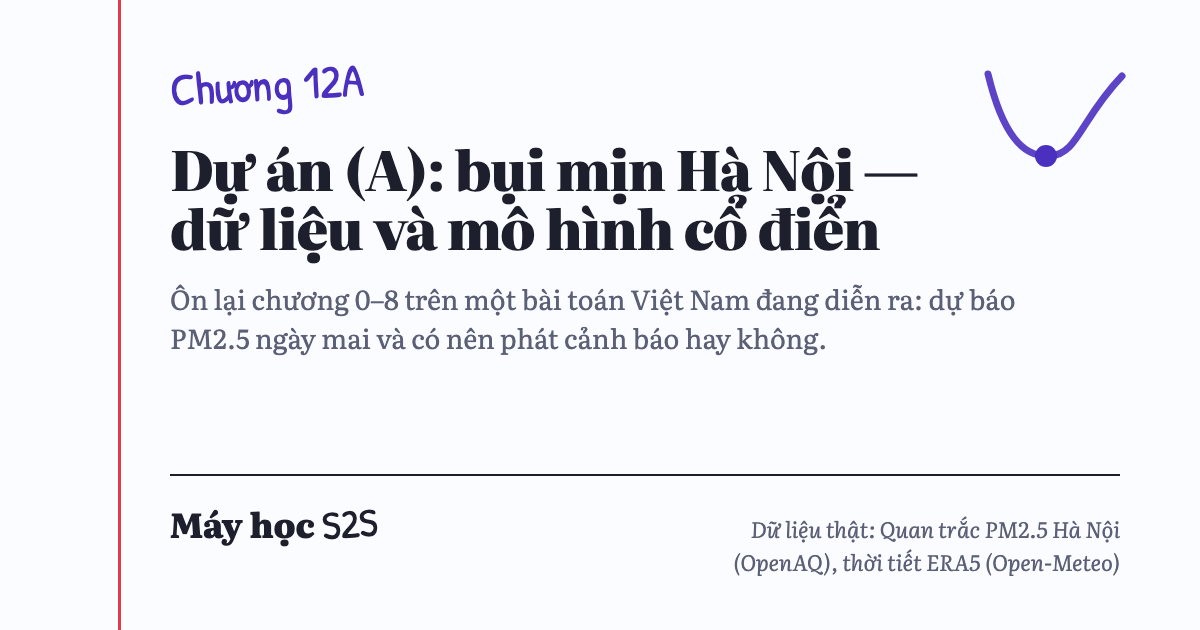 Chương 12A
Dự án (A): bụi mịn Hà Nội —
dữ liệu và mô hình cổ điển
Ôn lại chương 0–8 trên một bài toán Việt Nam đang diễn ra: dự báo
PM2.5 ngày mai và có nên phát cảnh báo hay không.
Máy học S2S
Dữ liệu thật: Quan trắc PM2.5 Hà Nội
(OpenAQ), thời tiết ERA5 (Open-Meteo)